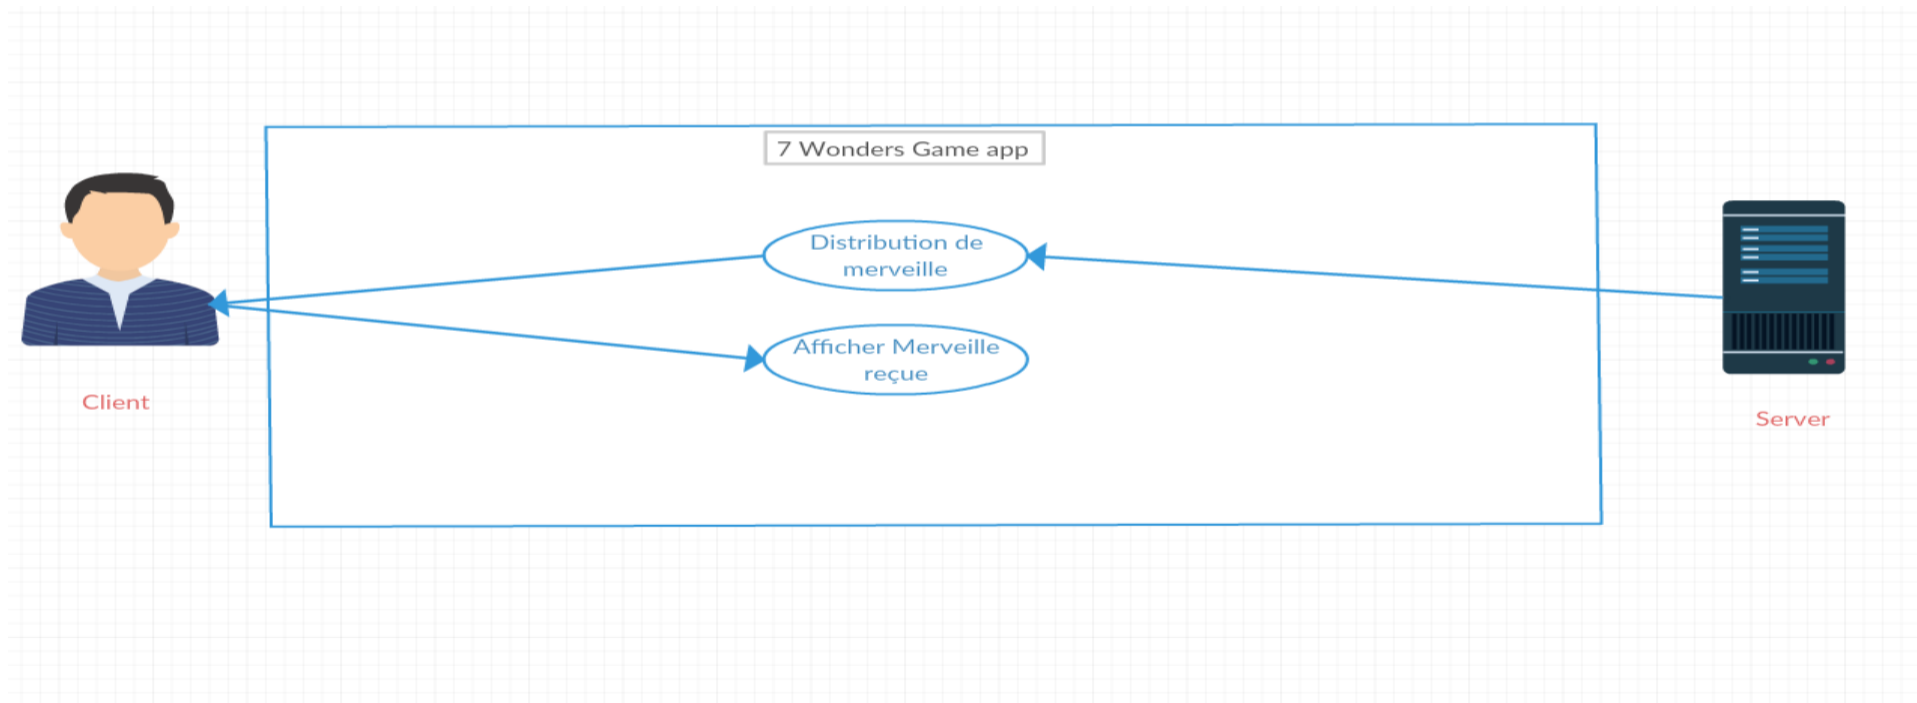 7 Wonders Game app
Distribution de
merveille
Afficher Merveille
reçue
Client
Server